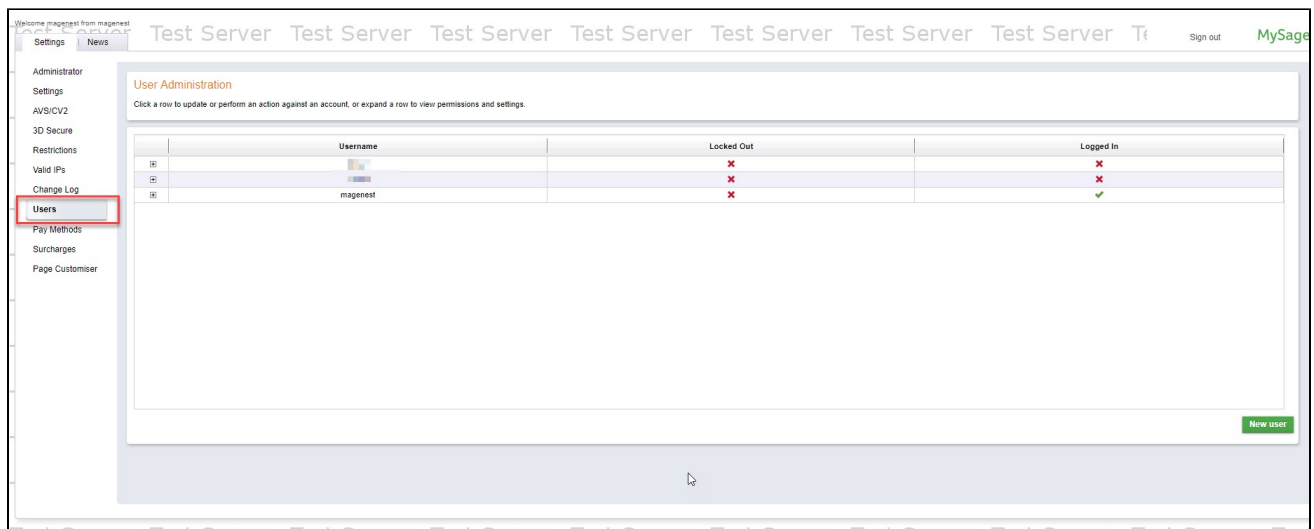 Welcome magenest from magenest
Test Server Test Server Test Server Test Server Test Server Test Server Test Server Test Server Te
Settings News
Sign out
MySage
Administrator
Settings
AVS/CV2
3D Secure
Restrictions
Valid IPs
Change Log
Users
Pay Methods
Surcharges
Page Customiser
User Administration
Click a row to update or perform an action against an account, or expand a row to view permissions and settings.
Username Locked Out Logged In
magenest
New user